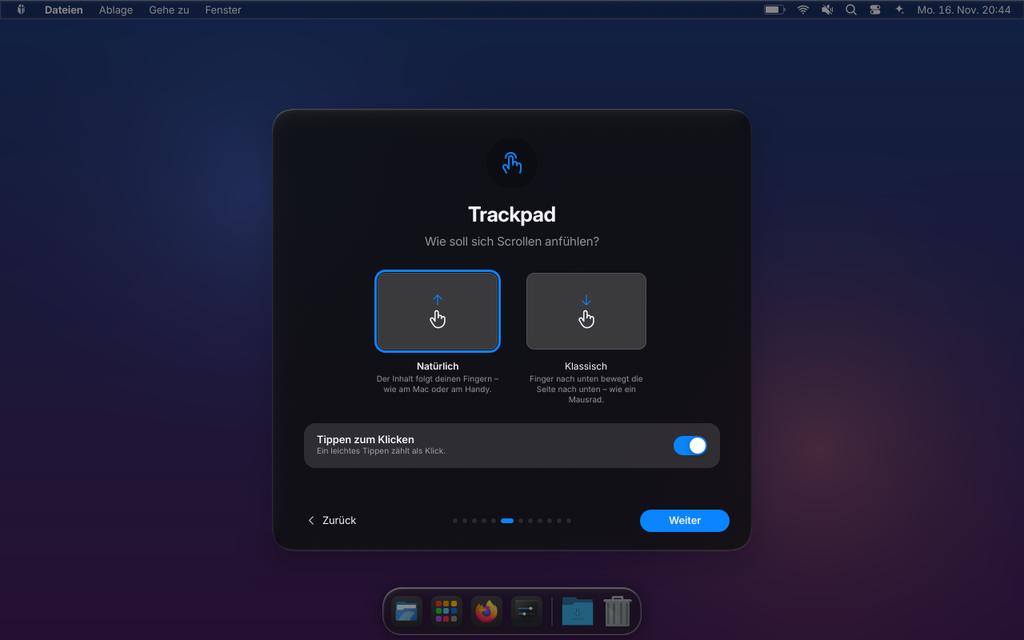 Dateien Ablage Gehe zu Fenster Mo. 16. Nov. 20:44
Trackpad
Wie soll sich Scrollen anfühlen?
Natürlich
Der Inhalt folgt deinen Fingern –
wie am Mac oder am Handy.
Klassisch
Finger nach unten bewegt die
Seite nach unten – wie ein
Mausrad.
Tippen zum Klicken
Ein leichtes Tippen zählt als Klick.
Zurück
Weiter